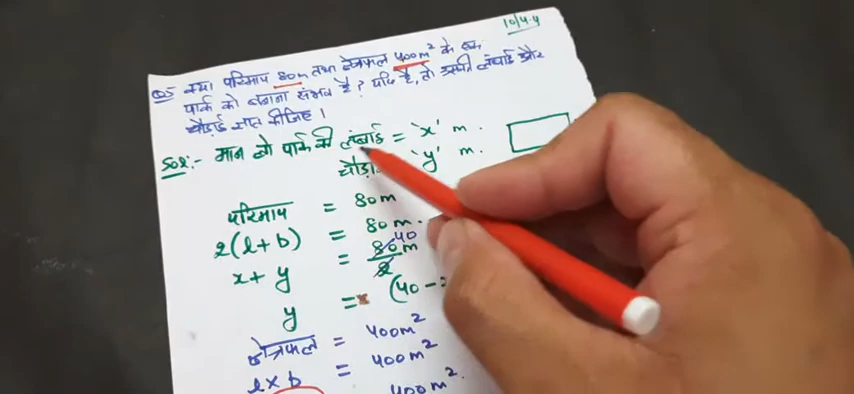 10/4.4
Q5 क्या परिमाप 80m तथा क्षेत्रफल 400m² के एक
पार्क को बनाना संभव है? यदि है, तो उसकी लंबाई और
चौड़ाई ज्ञात कीजिए।
Sol:- मान लो पार्क की लंबाई = 'x' m.
चौड़ा 'y' m.
परिमाप = 80m
2(l+b) = 80m.
x + y = 80m/2 40
y = (40 -
क्षेत्रफल = 400m²
l × b = 400m²
400m².